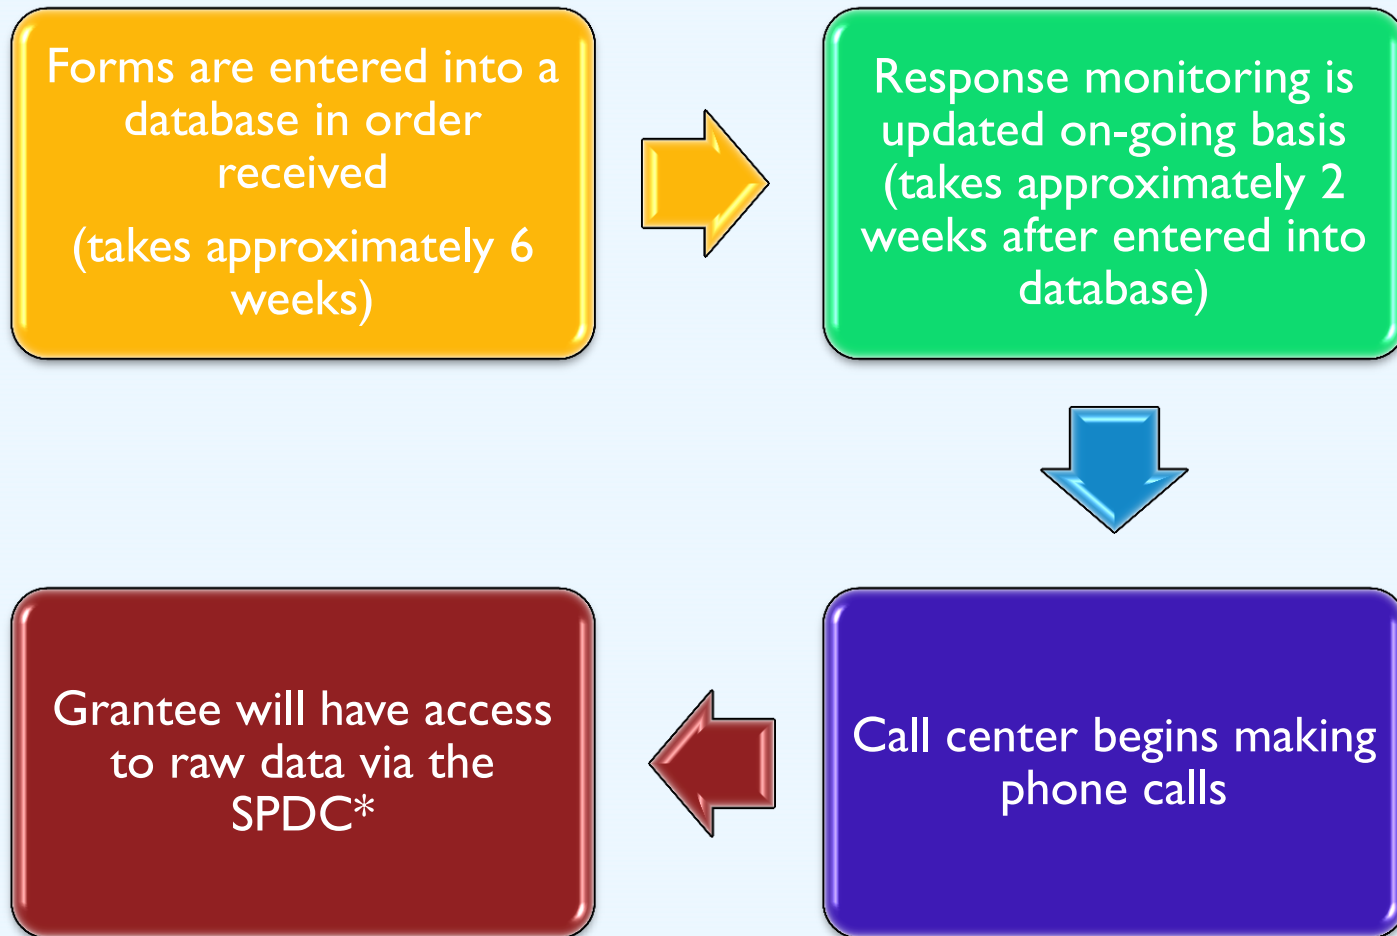 Forms are entered into a
database in order
received
(takes approximately 6
weeks)
Response monitoring is
updated on-going basis
(takes approximately 2
weeks after entered into
database)
Call center begins making
phone calls
Grantee will have access
to raw data via the
SPDC*